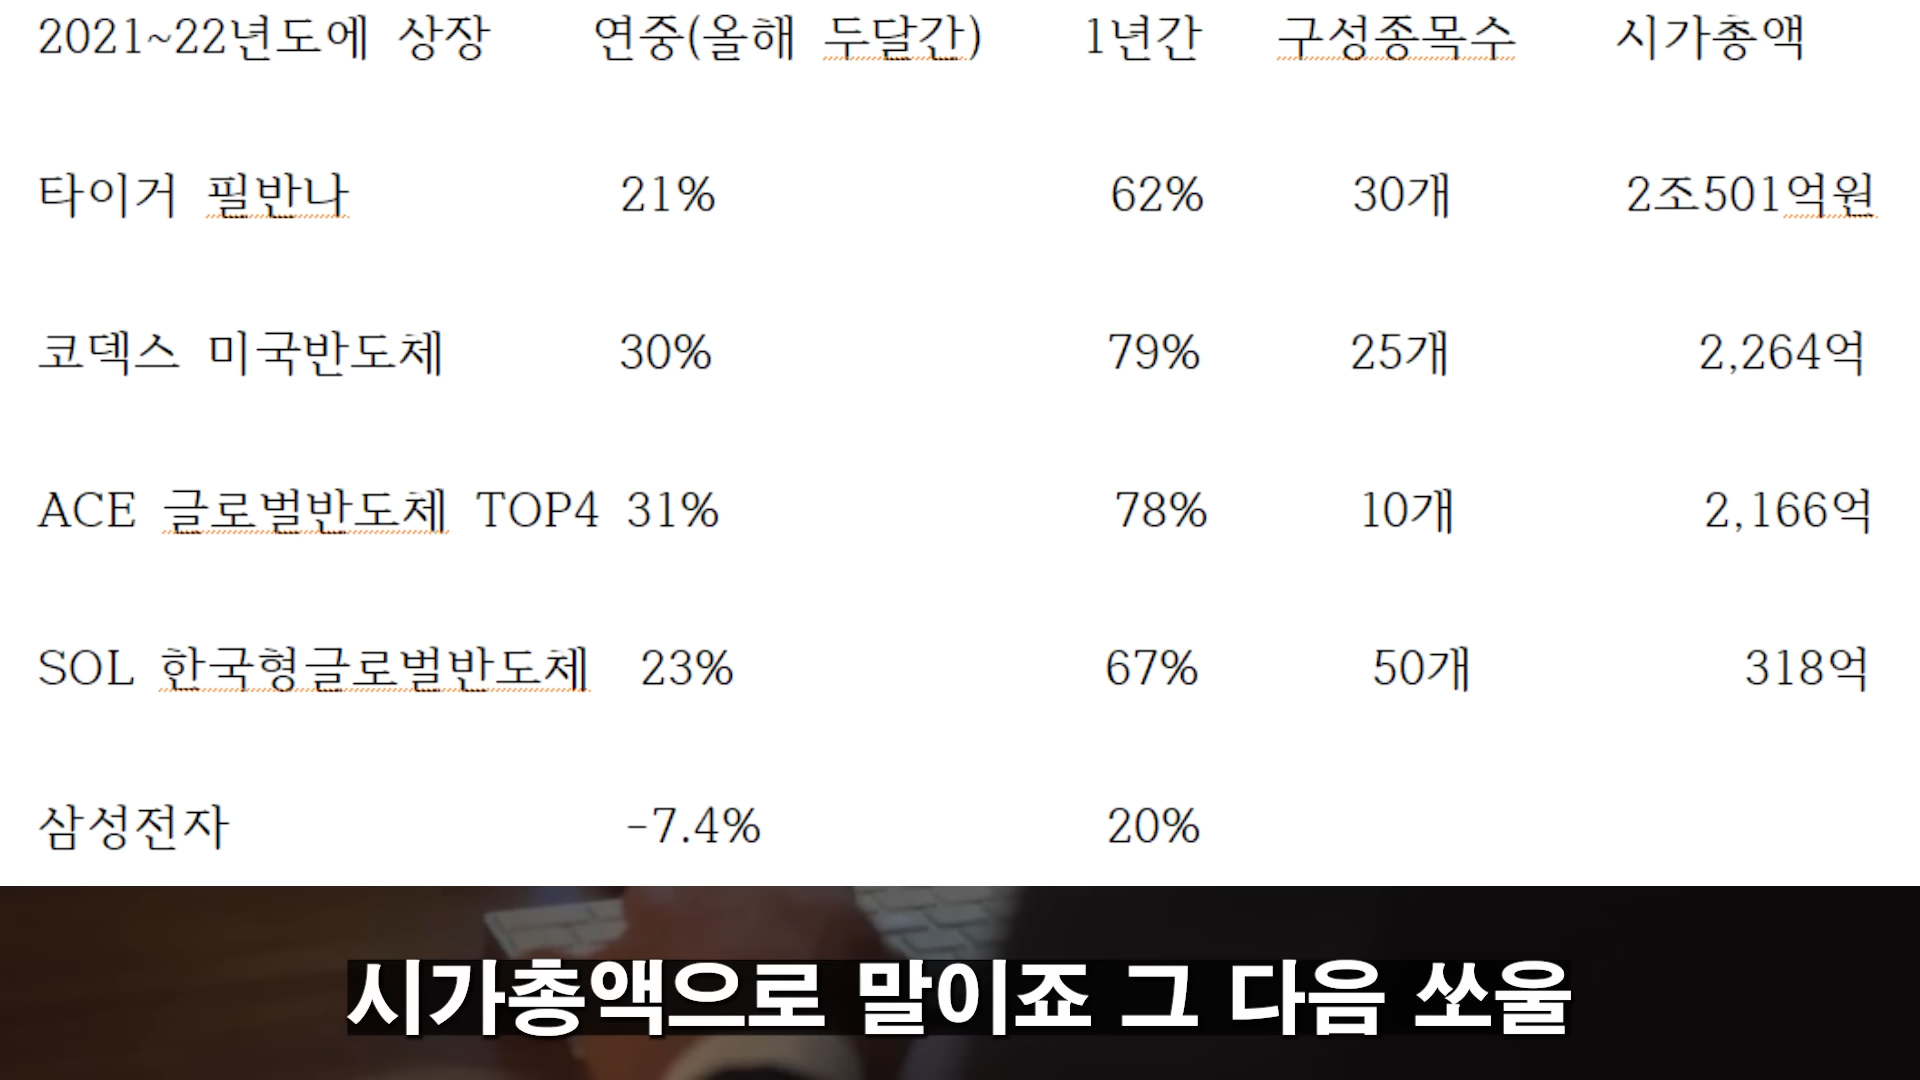 2021~22년도에 상장 연중(올해 두달간) 1년간 구성종목수 시가총액
타이거 필반나 21% 62% 30개 2조501억원
코덱스 미국반도체 30% 79% 25개 2,264억
ACE 글로벌반도체 TOP4 31% 78% 10개 2,166억
SOL 한국형글로벌반도체 23% 67% 50개 318억
삼성전자 -7.4% 20%
시가총액으로 말이죠 그 다음 쏘울